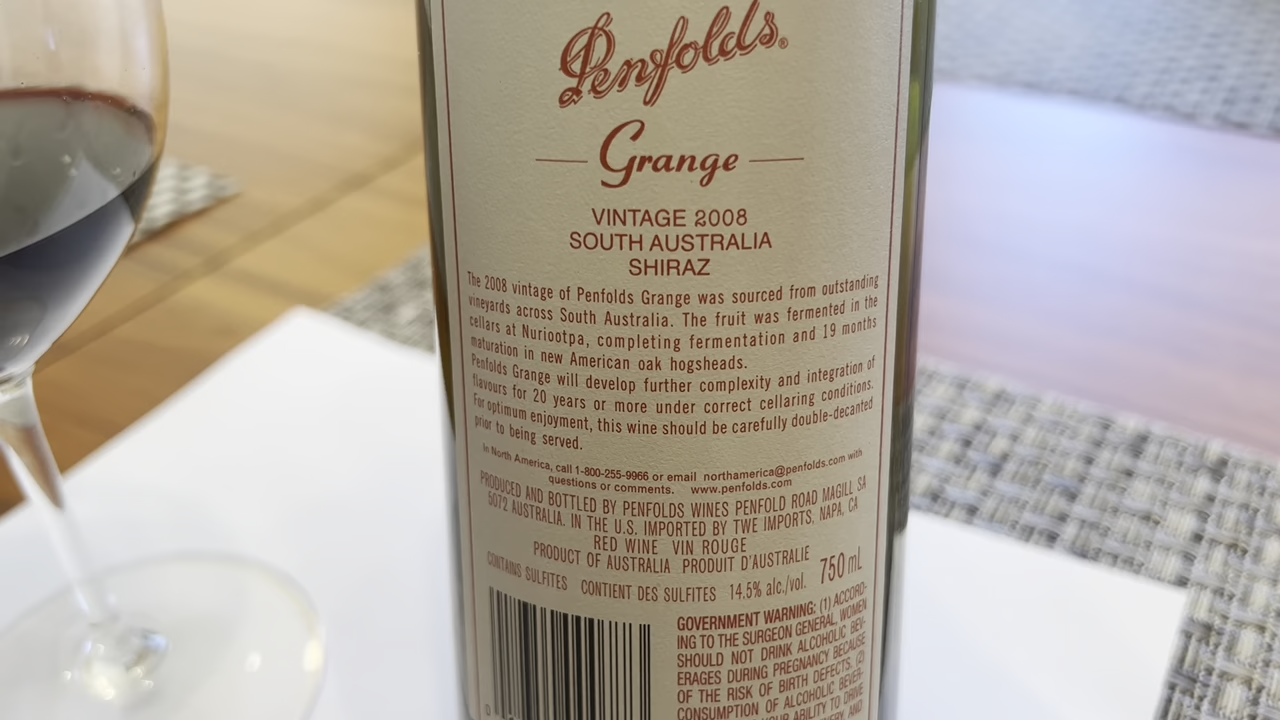 Penfolds®
Grange
VINTAGE 2008
SOUTH AUSTRALIA
SHIRAZ
The 2008 vintage of Penfolds Grange was sourced from outstanding
vineyards across South Australia. The fruit was fermented in the
cellars at Nuriootpa, completing fermentation and 19 months
maturation in new American oak hogsheads.
Penfolds Grange will develop further complexity and integration of
flavours for 20 years or more under correct cellaring conditions.
For optimum enjoyment, this wine should be carefully double-decanted
prior to being served.
In North America, call 1-800-255-9966 or email northamerica@penfolds.com with
questions or comments. www.penfolds.com
PRODUCED AND BOTTLED BY PENFOLDS WINES PENFOLD ROAD MAGILL SA
5072 AUSTRALIA. IN THE U.S. IMPORTED BY TWE IMPORTS, NAPA, CA
RED WINE VIN ROUGE
PRODUCT OF AUSTRALIA PRODUIT D'AUSTRALIE
CONTAINS SULFITES CONTIENT DES SULFITES 14.5% alc./vol. 750 mL
GOVERNMENT WARNING: (1) ACCORD-
ING TO THE SURGEON GENERAL, WOMEN
SHOULD NOT DRINK ALCOHOLIC BEV-
ERAGES DURING PREGNANCY BECAUSE
OF THE RISK OF BIRTH DEFECTS. (2)
CONSUMPTION OF ALCOHOLIC BEVER-
YOUR ABILITY TO DRIVE
AND
0